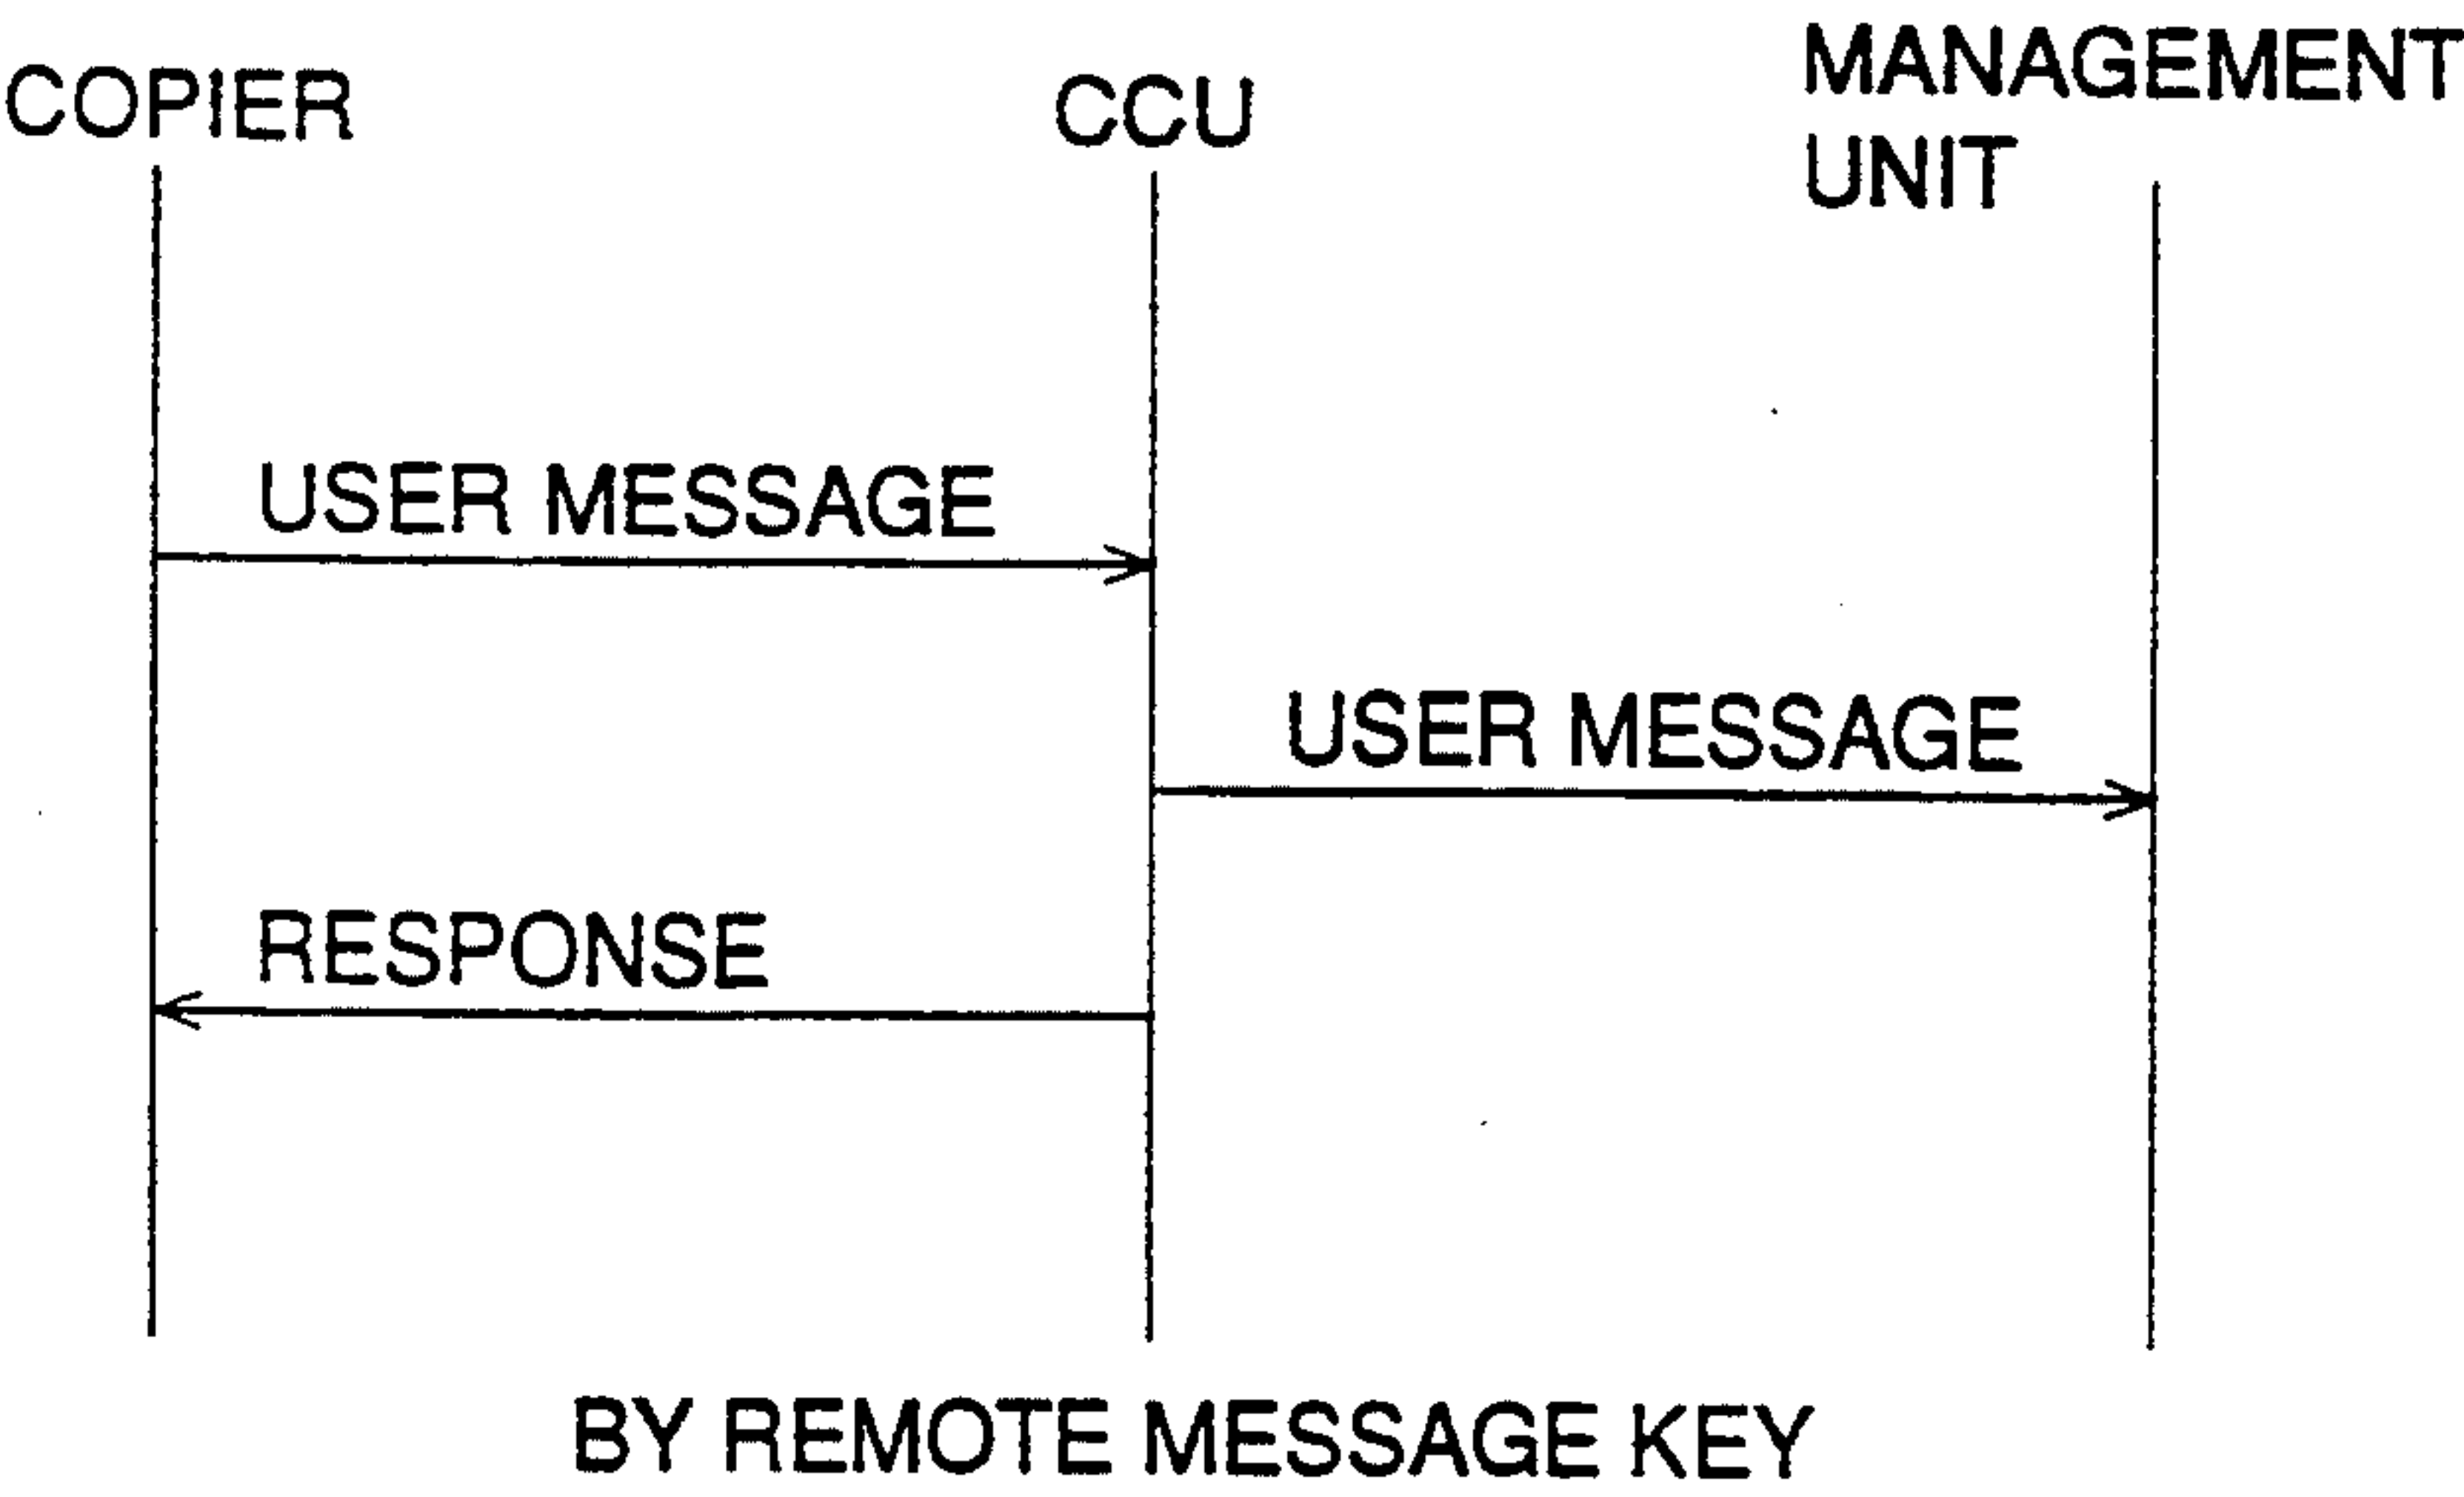 COPIER
CCU
MANAGEMENT
UNIT
USER MESSAGE
USER MESSAGE
RESPONSE
BY REMOTE MESSAGE KEY